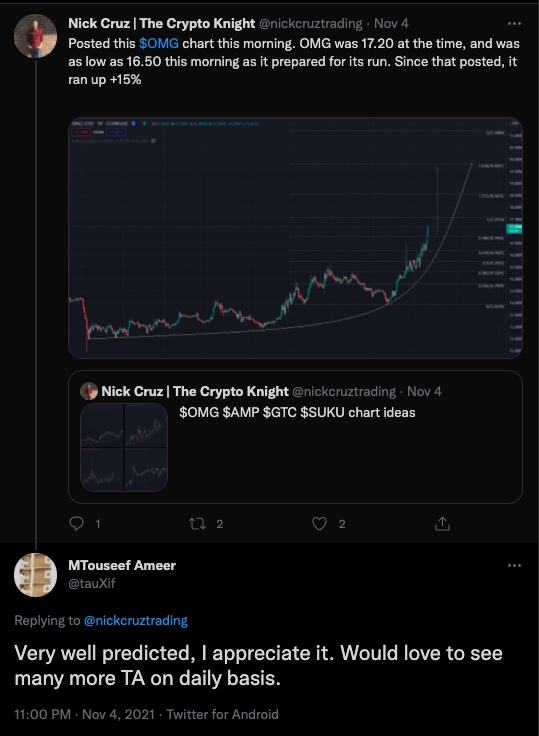 Nick Cruz | The Crypto Knight @nickcruztrading · Nov 4
Posted this $OMG chart this morning. OMG was 17.20 at the time, and was
as low as 16.50 this morning as it prepared for its run. Since that posted, it
ran up +15%
Nick Cruz | The Crypto Knight @nickcruztrading · Nov 4
$OMG $AMP $GTC $SUKU chart ideas
1
2
2
MTouseef Ameer
@tauXif
Replying to @nickcruztrading
Very well predicted, I appreciate it. Would love to see
many more TA on daily basis.
11:00 PM · Nov 4, 2021 · Twitter for Android